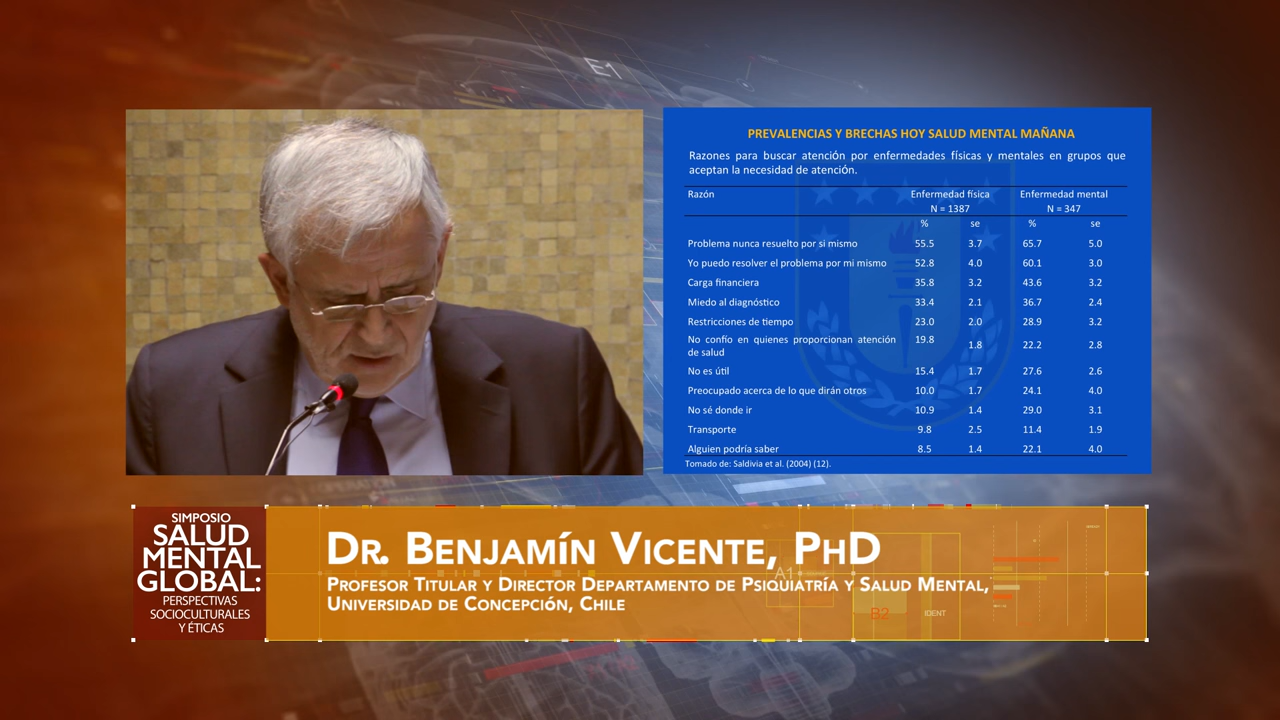 E1
PREVALENCIAS Y BRECHAS HOY SALUD MENTAL MAÑANA
Razones para buscar atención por enfermedades físicas y mentales en grupos que
aceptan la necesidad de atención.
Razón Enfermedad física Enfermedad mental
N = 1387 N = 347
% se % se
Problema nunca resuelto por si mismo 55.5 3.7 65.7 5.0
Yo puedo resolver el problema por mi mismo 52.8 4.0 60.1 3.0
Carga financiera 35.8 3.2 43.6 3.2
Miedo al diagnóstico 33.4 2.1 36.7 2.4
Restricciones de tiempo 23.0 2.0 28.9 3.2
No confío en quienes proporcionan atención
de salud 19.8 1.8 22.2 2.8
No es útil 15.4 1.7 27.6 2.6
Preocupado acerca de lo que dirán otros 10.0 1.7 24.1 4.0
No sé donde ir 10.9 1.4 29.0 3.1
Transporte 9.8 2.5 11.4 1.9
Alguien podría saber 8.5 1.4 22.1 4.0
Tomado de: Saldivia et al. (2004) (12).
SIMPOSIO
SALUD
MENTAL
GLOBAL:
PERSPECTIVAS
SOCIOCULTURALES
Y ÉTICAS
DR. BENJAMÍN VICENTE, PHD
PROFESOR TITULAR Y DIRECTOR DEPARTAMENTO DE PSIQUIATRÍA Y SALUD MENTAL,
UNIVERSIDAD DE CONCEPCIÓN, CHILE
A1
B2
IDENT